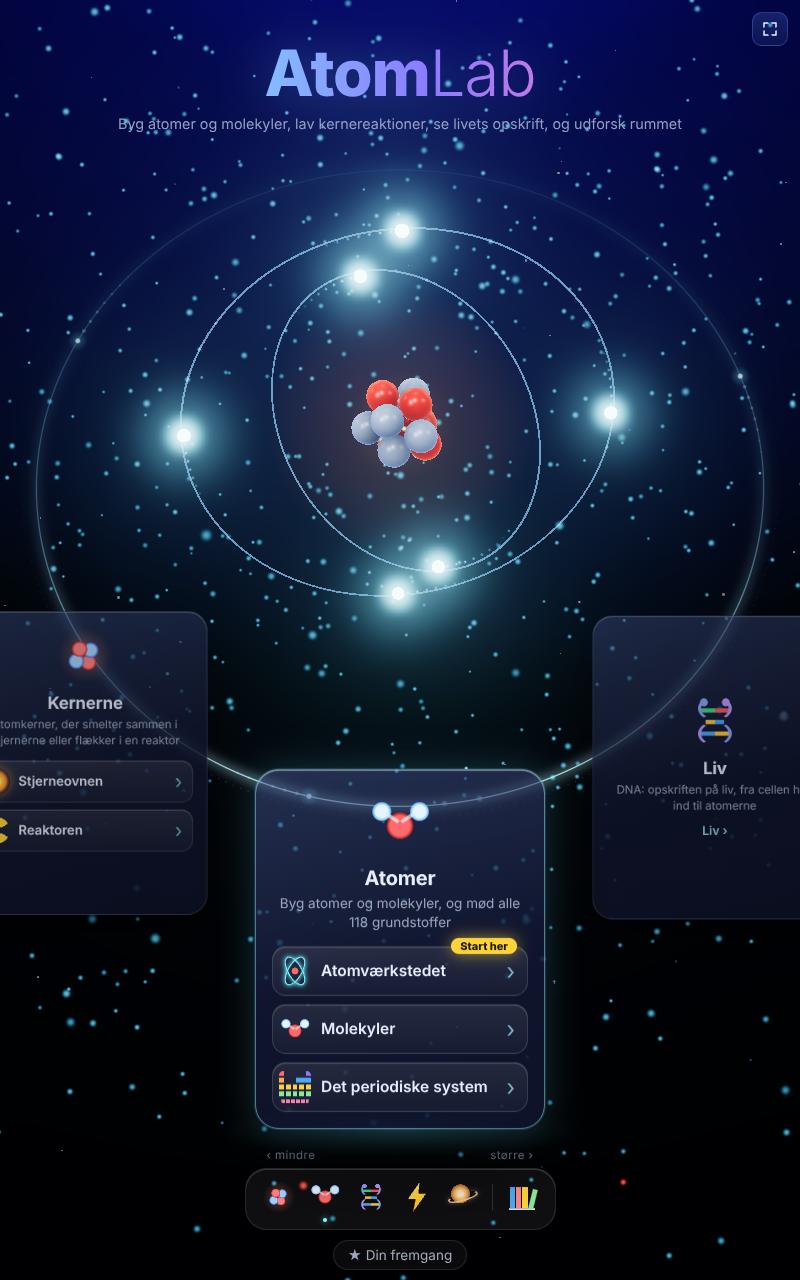 AtomLab
Byg atomer og molekyler, lav kernereaktioner, se livets opskrift, og udforsk rummet
Kernerne
der smelter sammen i
eller flækker i en reaktor
Stjerneovnen
Reaktoren
Atomer
Byg atomer og molekyler, og mød alle
118 grundstoffer
Start her
Atomværkstedet
Molekyler
Det periodiske system
Liv
DNA: opskriften på liv, fra cellen
ind til atomerne
Liv ›
‹ mindre
større ›
★ Din fremgang